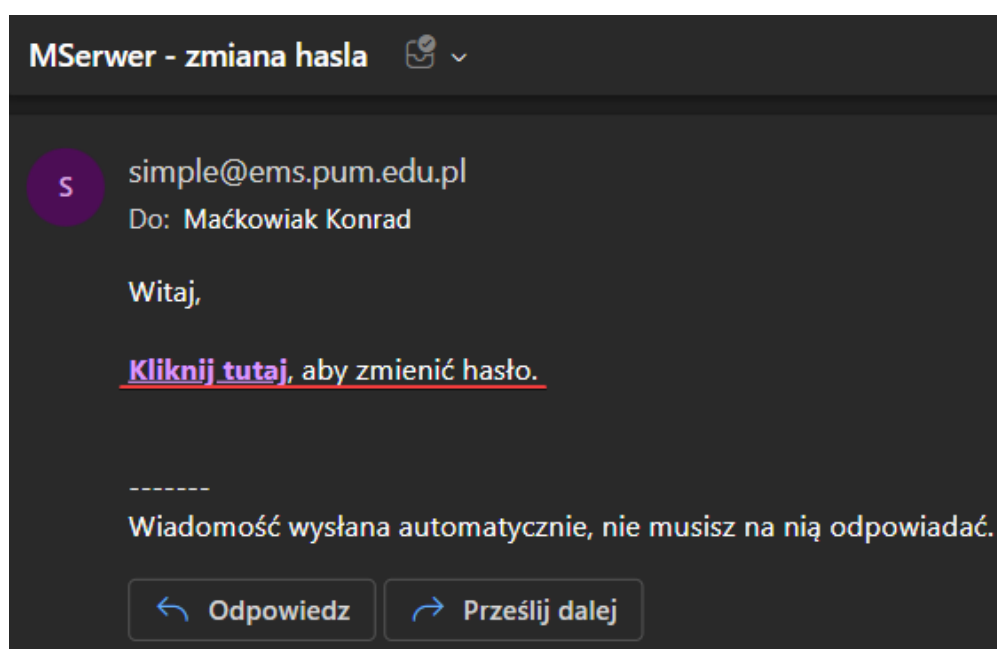 MSerwer - zmiana hasla
S
simple@ems.pum.edu.pl
Do: Maćkowiak Konrad
Witaj,
Kliknij tutaj, aby zmienić hasło.
-------
Wiadomość wysłana automatycznie, nie musisz na nią odpowiadać.
Odpowiedz Prześlij dalej